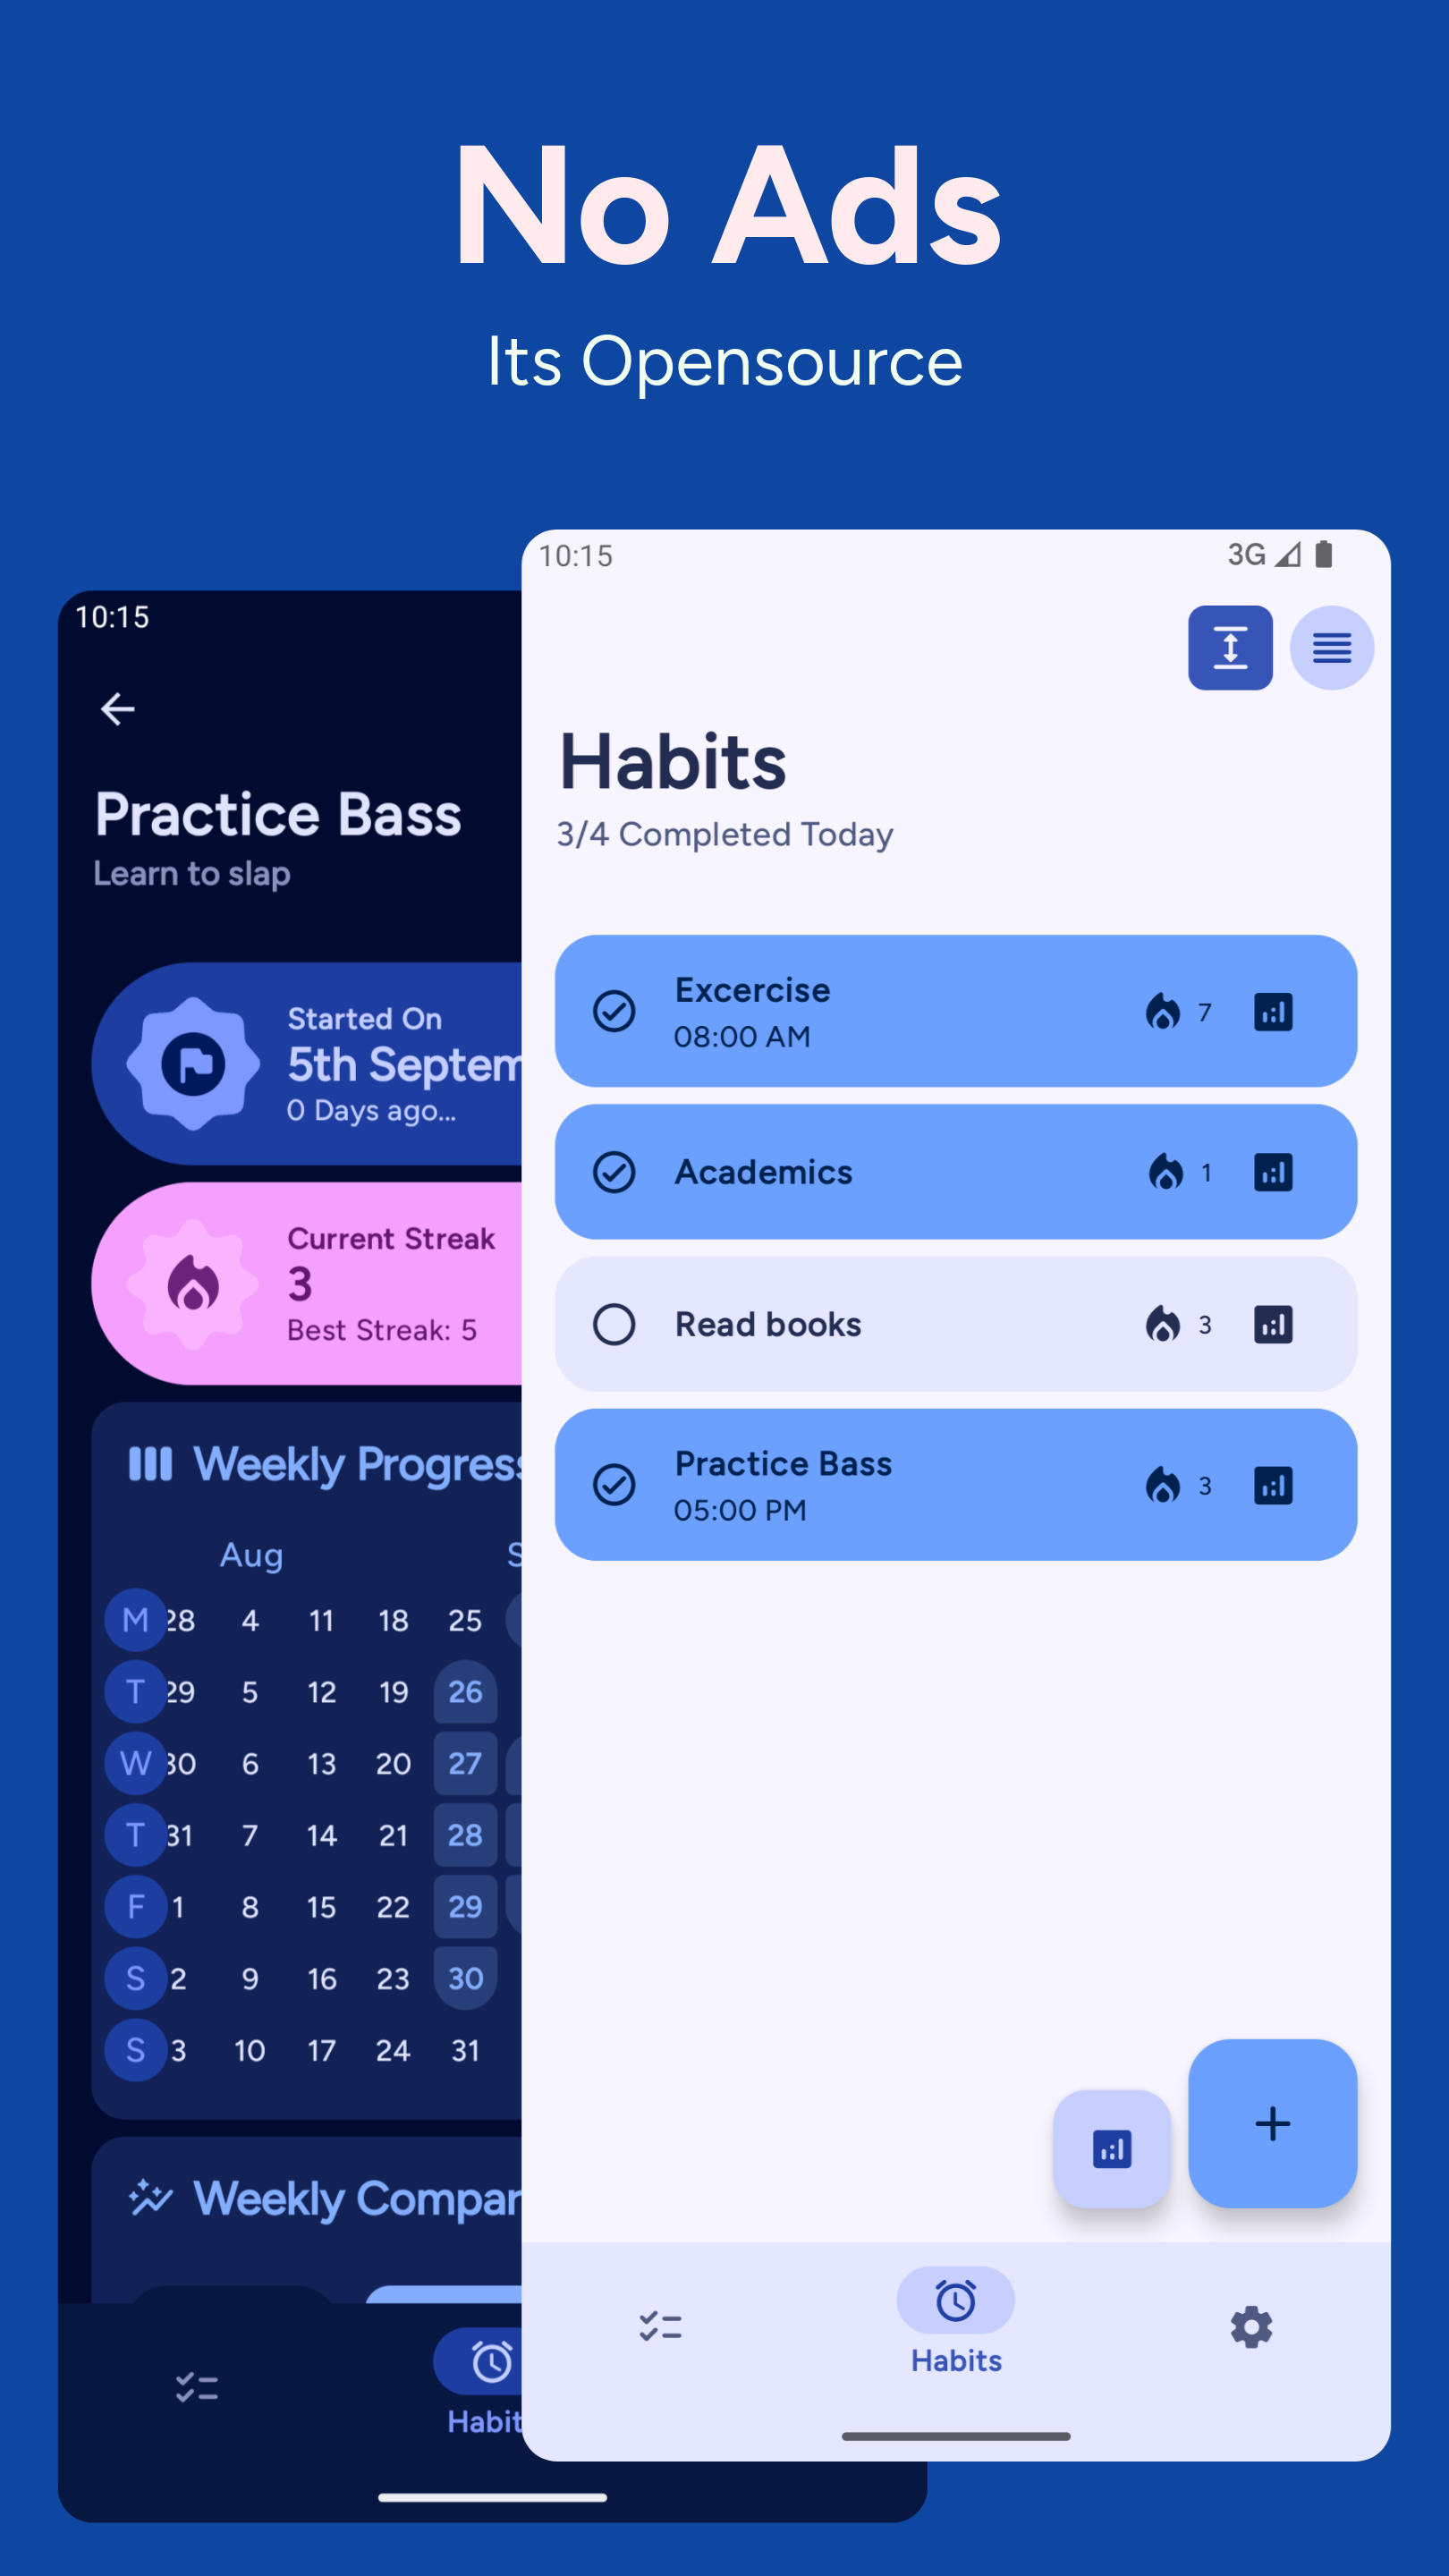 No Ads
Its Opensource
10:15
Practice Bass
Learn to slap
Started On
5th Septem
0 Days ago...
Current Streak
3
Best Streak: 5
Weekly Progress
Aug S
M 28 4 11 18 25
T 29 5 12 19 26
W 30 6 13 20 27
T 31 7 14 21 28
F 1 8 15 22 29
S 2 9 16 23 30
S 3 10 17 24 31
Weekly Compar
Habit
10:15 3G
Habits
3/4 Completed Today
Excercise 7
08:00 AM
Academics 1
Read books 3
Practice Bass 3
05:00 PM
+
Habits